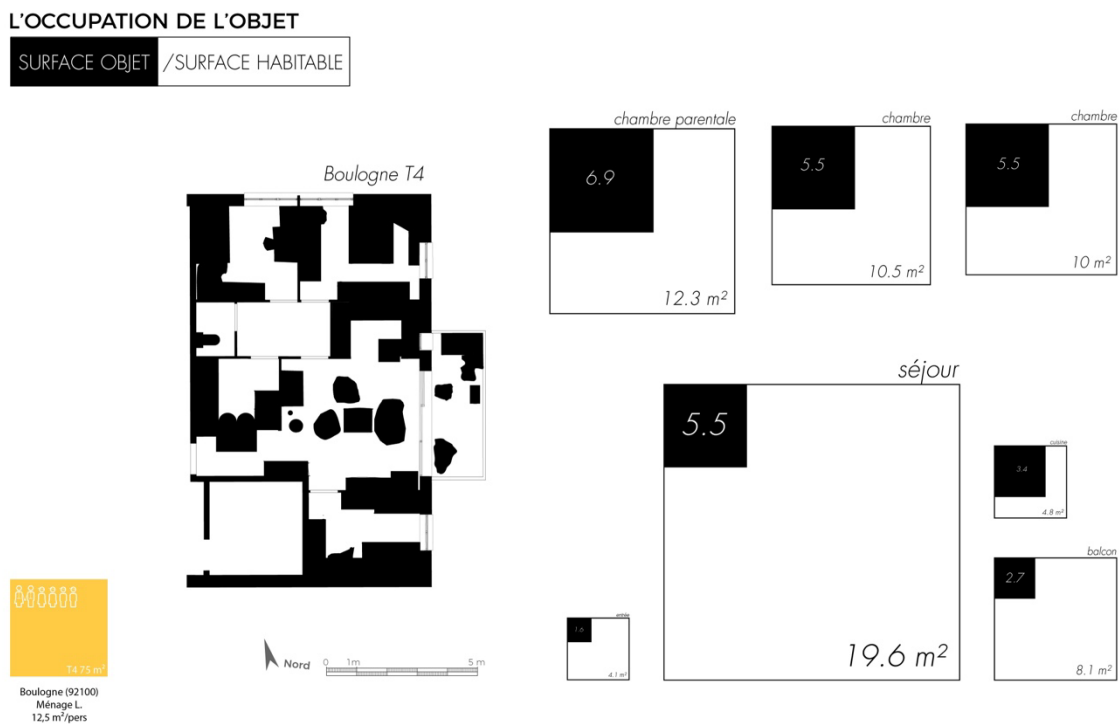 L'OCCUPATION DE L'OBJET
SURFACE OBJET /SURFACE HABITABLE
Boulogne T4
chambre parentale
6.9
12.3 m²
chambre
5.5
10.5 m²
chambre
5.5
10 m²
séjour
5.5
19.6 m²
cuisine
3.4
4.8 m²
balcon
2.7
8.1 m²
entrée
1.6
4.1 m²
T4 75 m²
Boulogne (92100)
Ménage L.
12,5 m²/pers
Nord
0 1m 5 m